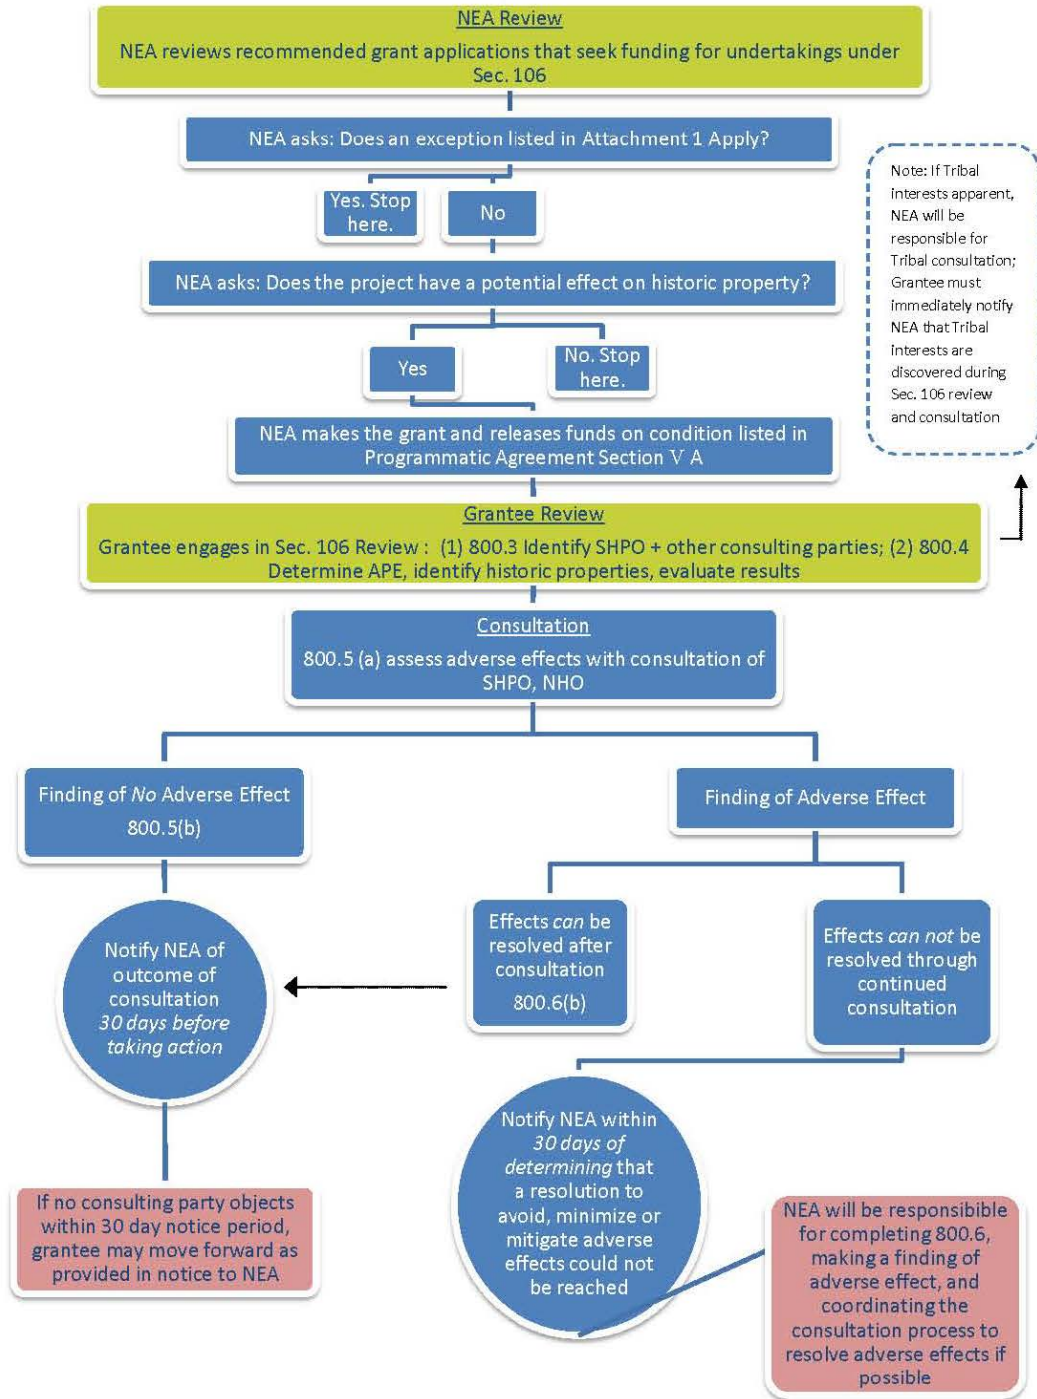 NEA Review
NEA reviews recommended grant applications that seek funding for undertakings under
Sec. 106
NEA asks: Does an exception listed in Attachment 1 Apply?
Yes. Stop
here.
No
NEA asks: Does the project have a potential effect on historic property?
Yes
No. Stop
here.
NEA makes the grant and releases funds on condition listed in
Programmatic Agreement Section V A
Note: If Tribal
interests apparent,
NEA will be
responsible for
Tribal consultation;
Grantee must
immediately notify
NEA that Tribal
interests are
discovered during
Sec. 106 review
and consultation
Grantee Review
Grantee engages in Sec. 106 Review : (1) 800.3 Identify SHPO + other consulting parties; (2) 800.4
Determine APE, identify historic properties, evaluate results
Consultation
800.5 (a) assess adverse effects with consultation of
SHPO, NHO
Finding of No Adverse Effect
800.5(b)
Finding of Adverse Effect
Notify NEA of
outcome of
consultation
30 days before
taking action
Effects can be
resolved after
consultation
800.6(b)
Effects can not be
resolved through
continued
consultation
If no consulting party objects
within 30 day notice period,
grantee may move forward as
provided in notice to NEA
Notify NEA within
30 days of
determining that
a resolution to
avoid, minimize or
mitigate adverse
effects could not
be reached
NEA will be responsibible
for completing 800.6,
making a finding of
adverse effect, and
coordinating the
consultation process to
resolve adverse effects if
possible